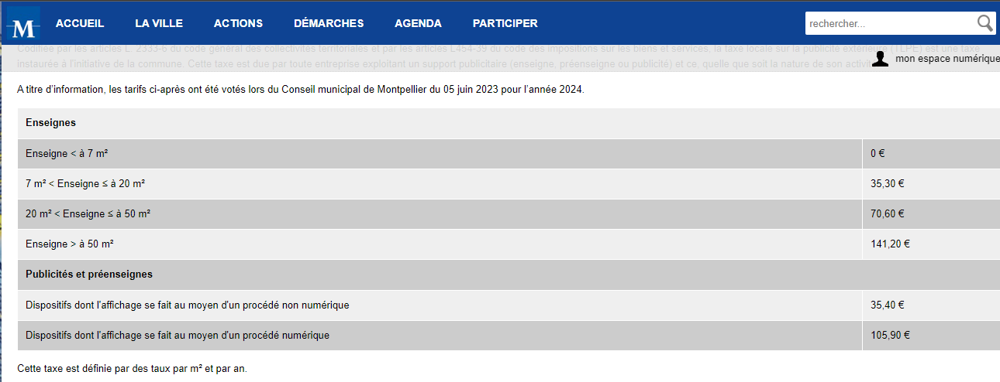 M ACCUEIL LA VILLE ACTIONS DÉMARCHES AGENDA PARTICIPER rechercher...
Codifiée par les articles L 2333-6 du code général des collectivités territoriales et par les articles L454-39 du code des impositions sur les biens et services, la taxe locale sur la publicité extérieure (TLPE) est une taxe
instaurée à l'initiative de la commune. Cette taxe est due par toute entreprise exploitant un support publicitaire (enseigne, préenseigne ou publicité) et ce, quelle que soit la nature de son
mon espace numérique
A titre d'information, les tarifs ci-après ont été votés lors du Conseil municipal de Montpellier du 05 juin 2023 pour l'année 2024.
Enseignes
Enseigne < à 7 m² 0 €
7 m² < Enseigne ≤ à 20 m² 35,30 €
20 m² < Enseigne ≤ à 50 m² 70,60 €
Enseigne > à 50 m² 141,20 €
Publicités et préenseignes
Dispositifs dont l'affichage se fait au moyen d'un procédé non numérique 35,40 €
Dispositifs dont l'affichage se fait au moyen d'un procédé numérique 105,90 €
Cette taxe est définie par des taux par m² et par an.